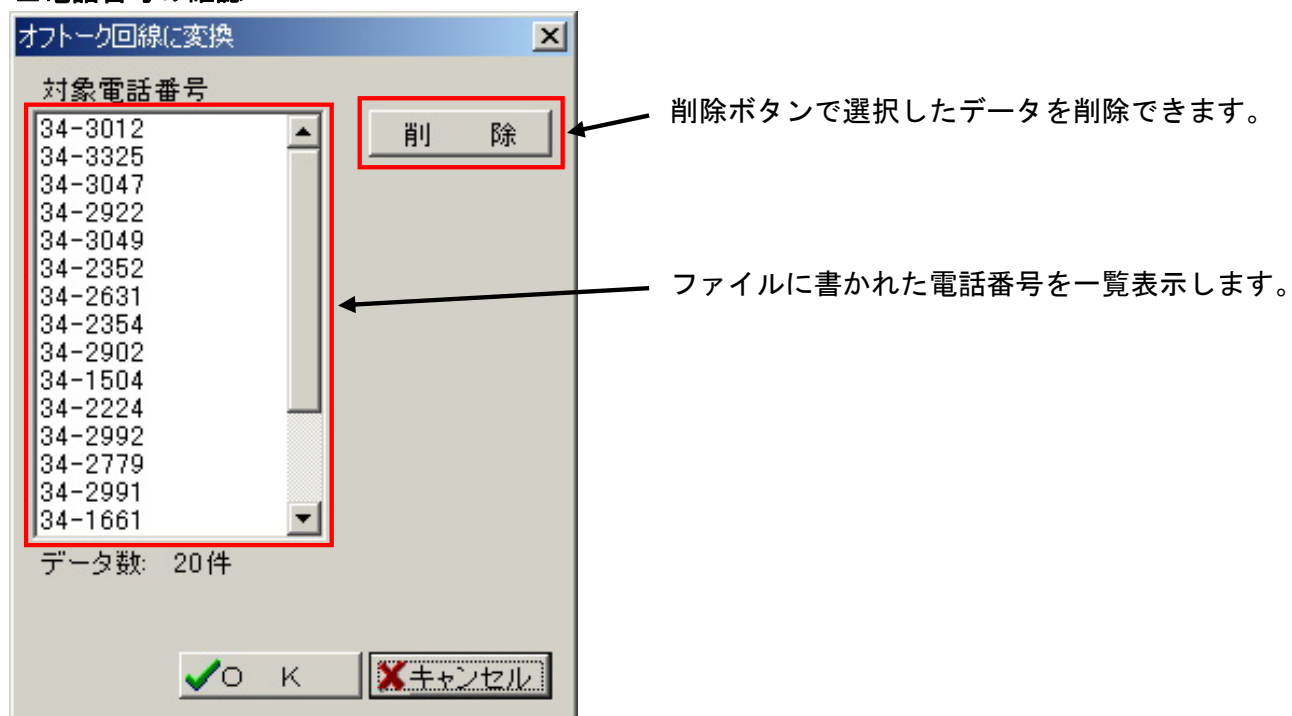 オフトーク回線に変換
対象電話番号
34-3012
34-3325
34-3047
34-2922
34-3049
34-2352
34-2631
34-2354
34-2902
34-1504
34-2224
34-2992
34-2779
34-2991
34-1661
データ数: 20件
削 除
OK
キャンセル
削除ボタンで選択したデータを削除できます。
ファイルに書かれた電話番号を一覧表示します。